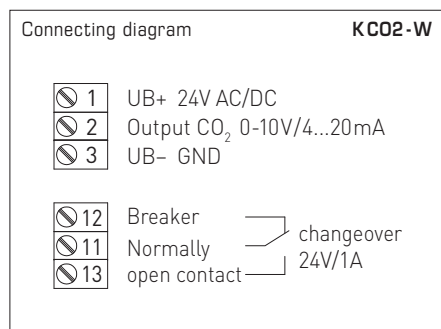 Connecting diagram KCO2-W
1 UB+ 24V AC/DC
2 Output CO₂ 0-10V/4...20mA
3 UB– GND
12 Breaker
changeover
11 Normally
24V/1A
13 open contact